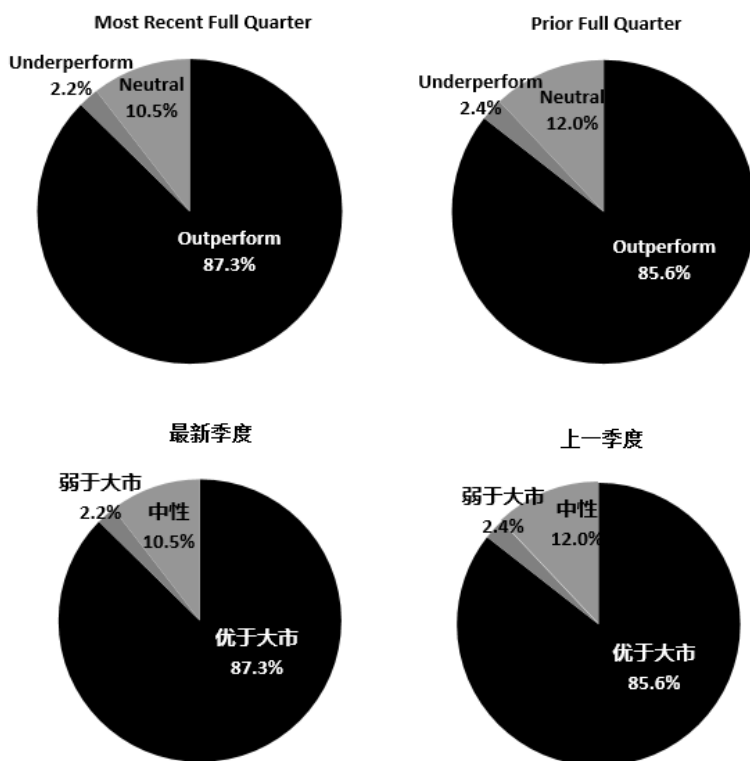 Most Recent Full Quarter
Underperform
2.2%
Neutral
10.5%
Outperform
87.3%
Prior Full Quarter
Underperform
2.4%
Neutral
12.0%
Outperform
85.6%
最新季度
弱于大市
2.2%
中性
10.5%
优于大市
87.3%
上一季度
弱于大市
2.4%
中性
12.0%
优于大市
85.6%